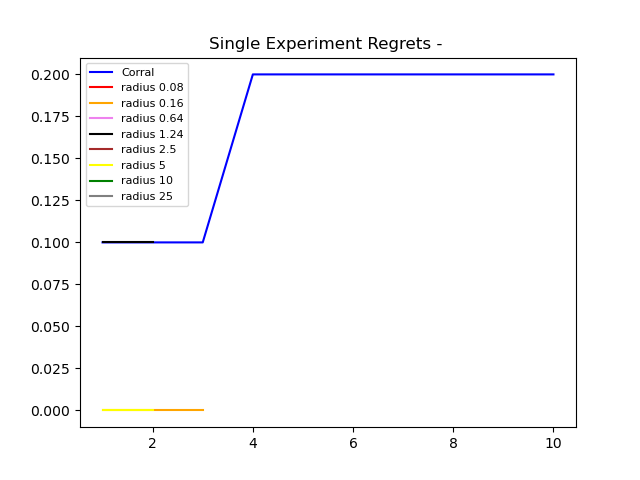 Single Experiment Regrets -
Corral
radius 0.08
radius 0.16
radius 0.64
radius 1.24
radius 2.5
radius 5
radius 10
radius 25
0.200
0.175
0.150
0.125
0.100
0.075
0.050
0.025
0.000
2 4 6 8 10